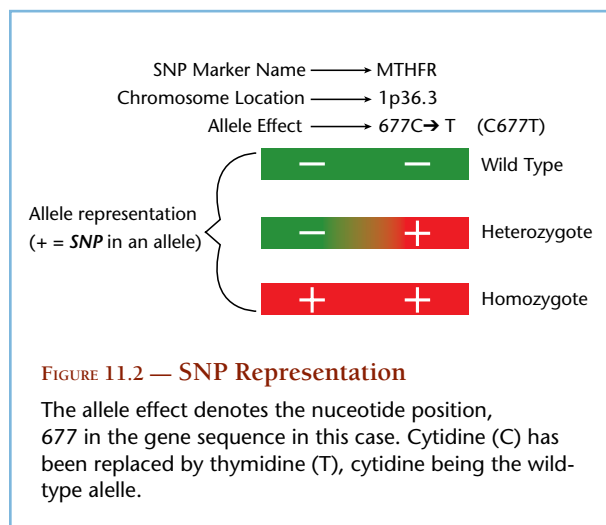 SNP Marker Name → MTHFR
Chromosome Location → 1p36.3
Allele Effect → 677C➔ T (C677T)
− − Wild Type
Allele representation
(+ = SNP in an allele)
− + Heterozygote
+ + Homozygote
FIGURE 11.2 — SNP Representation
The allele effect denotes the nuceotide position,
677 in the gene sequence in this case. Cytidine (C) has
been replaced by thymidine (T), cytidine being the wild-
type alelle.